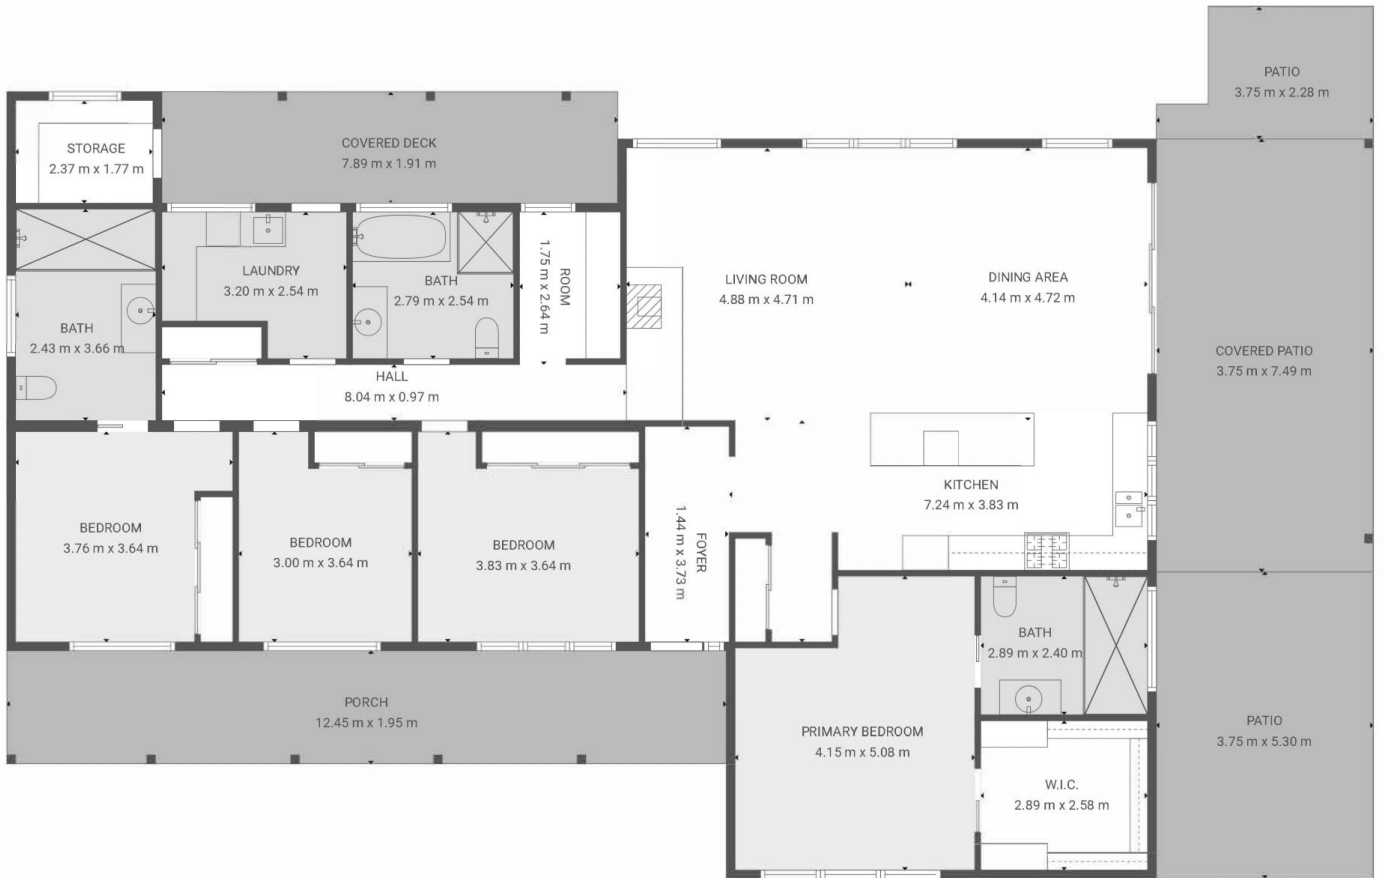 PATIO
3.75 m x 2.28 m
STORAGE
2.37 m x 1.77 m
COVERED DECK
7.89 m x 1.91 m
LAUNDRY
3.20 m x 2.54 m
BATH
2.79 m x 2.54 m
ROOM
1.75 m x 2.64 m
LIVING ROOM
4.88 m x 4.71 m
DINING AREA
4.14 m x 4.72 m
BATH
2.43 m x 3.66 m
COVERED PATIO
3.75 m x 7.49 m
HALL
8.04 m x 0.97 m
KITCHEN
7.24 m x 3.83 m
BEDROOM
3.76 m x 3.64 m
BEDROOM
3.00 m x 3.64 m
BEDROOM
3.83 m x 3.64 m
FOYER
1.44 m x 3.73 m
BATH
2.89 m x 2.40 m
PORCH
12.45 m x 1.95 m
PRIMARY BEDROOM
4.15 m x 5.08 m
PATIO
3.75 m x 5.30 m
W.I.C.
2.89 m x 2.58 m